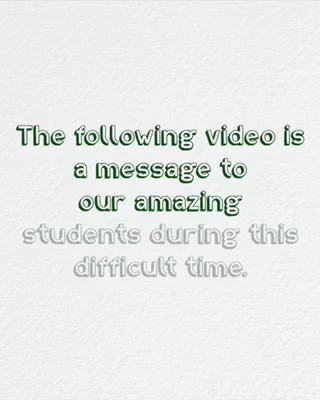 The following video is
a message to
our amazing
students during this
difficult time.